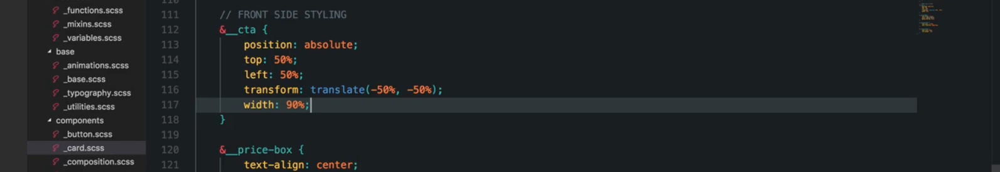 _functions.scss
_mixins.scss
_variables.scss
base
_animations.scss
_base.scss
_typography.scss
_utilities.scss
components
_button.scss
_card.scss
_composition.scss
110
111 // FRONT SIDE STYLING
112 &__cta {
113 position: absolute;
114 top: 50%;
115 left: 50%;
116 transform: translate(-50%, -50%);
117 width: 90%;
118 }
119
120 &__price-box {
121 text-align: center;